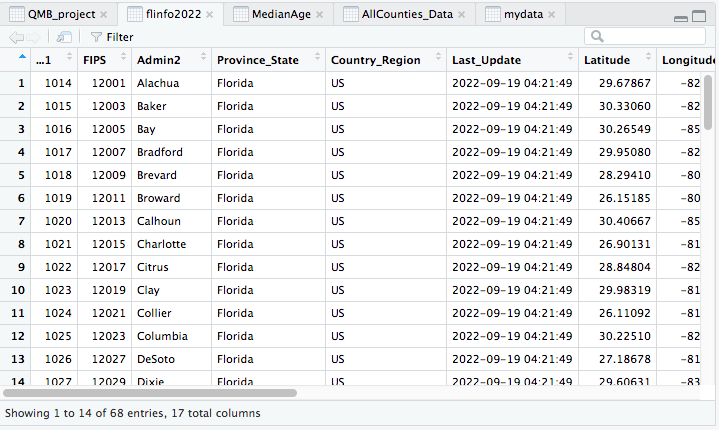 QMB_project flinfo2022 MedianAge AllCounties_Data mydata
Filter
...1 FIPS Admin2 Province_State Country_Region Last_Update Latitude Longitude
1 1014 12001 Alachua Florida US 2022-09-19 04:21:49 29.67867 -82
2 1015 12003 Baker Florida US 2022-09-19 04:21:49 30.33060 -82
3 1016 12005 Bay Florida US 2022-09-19 04:21:49 30.26549 -85
4 1017 12007 Bradford Florida US 2022-09-19 04:21:49 29.95080 -82
5 1018 12009 Brevard Florida US 2022-09-19 04:21:49 28.29410 -80
6 1019 12011 Broward Florida US 2022-09-19 04:21:49 26.15185 -80
7 1020 12013 Calhoun Florida US 2022-09-19 04:21:49 30.40667 -85
8 1021 12015 Charlotte Florida US 2022-09-19 04:21:49 26.90131 -81
9 1022 12017 Citrus Florida US 2022-09-19 04:21:49 28.84804 -82
10 1023 12019 Clay Florida US 2022-09-19 04:21:49 29.98319 -81
11 1024 12021 Collier Florida US 2022-09-19 04:21:49 26.11092 -81
12 1025 12023 Columbia Florida US 2022-09-19 04:21:49 30.22510 -82
13 1026 12027 DeSoto Florida US 2022-09-19 04:21:49 27.18678 -81
14 1027 12029 Dixie Florida US 2022-09-19 04:21:49 29.60631 -83
Showing 1 to 14 of 68 entries, 17 total columns